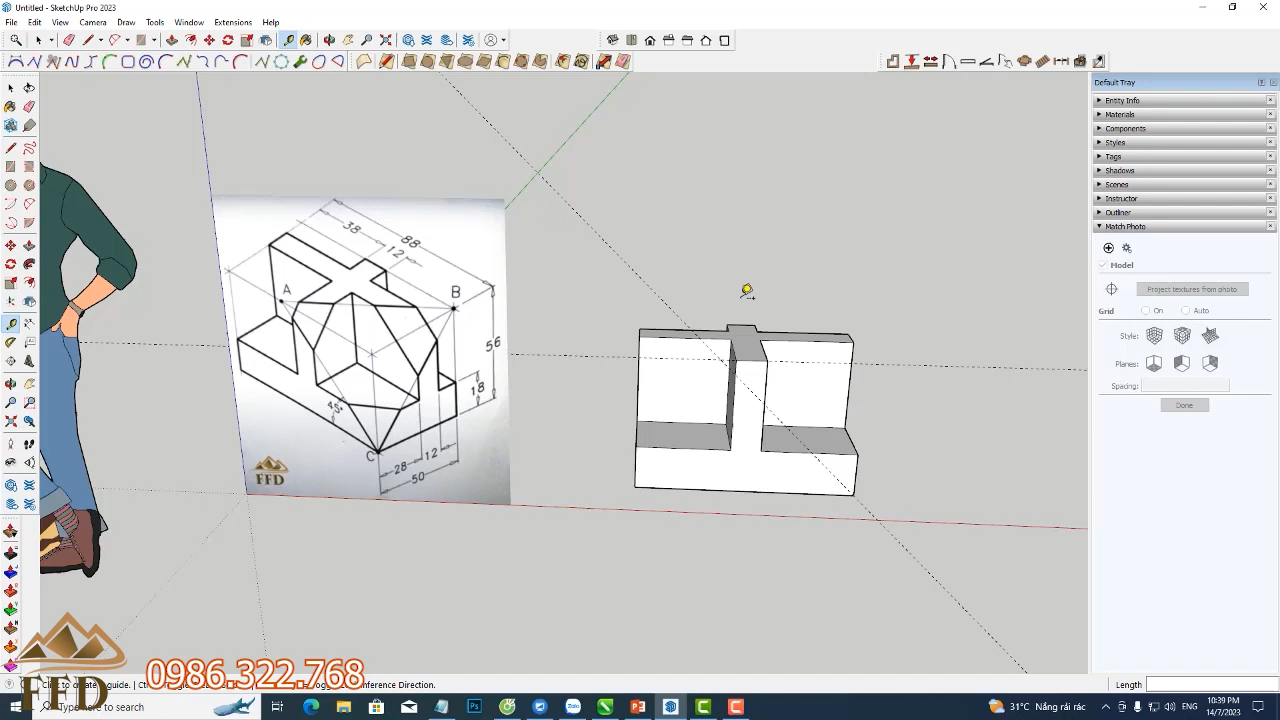 Untitled - SketchUp Pro 2023
File Edit View Camera Draw Tools Window Extensions Help
Default Tray
Entity Info
Materials
Components
Styles
Tags
Shadows
Scenes
Instructor
Outliner
Match Photo
Model
Project textures from photo
Grid On Auto
Style:
Planes:
Spacing:
Done
38
88
12
A
B
56
18
45°
C
28
12
50
FFD
0986.322.768
FFD
Length
Type here to search
31°C Nắng rải rác
10:39 PM
14/7/2023